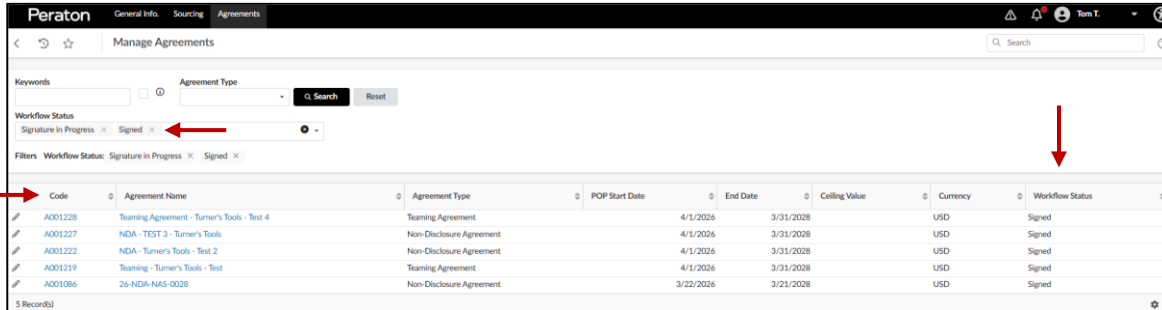 Peraton General Info. Sourcing Agreements Tom T.
Manage Agreements Search
Keywords Agreement Type
Search Reset
Workflow Status
Signature in Progress × Signed ×
Filters Workflow Status: Signature in Progress × Signed ×
Code Agreement Name Agreement Type POP Start Date End Date Ceiling Value Currency Workflow Status
A001228 Teaming Agreement - Turner's Tools - Test 4 Teaming Agreement 4/1/2026 3/31/2028 USD Signed
A001227 NDA - TEST 3 - Turner's Tools Non-Disclosure Agreement 4/1/2026 3/31/2028 USD Signed
A001222 NDA - Turner's Tools - Test 2 Non-Disclosure Agreement 4/1/2026 3/31/2028 USD Signed
A001219 Teaming - Turner's Tools - Test Teaming Agreement 4/1/2026 3/31/2028 USD Signed
A001086 26-NDA-NAS-0028 Non-Disclosure Agreement 3/22/2026 3/21/2028 USD Signed
5 Record(s)